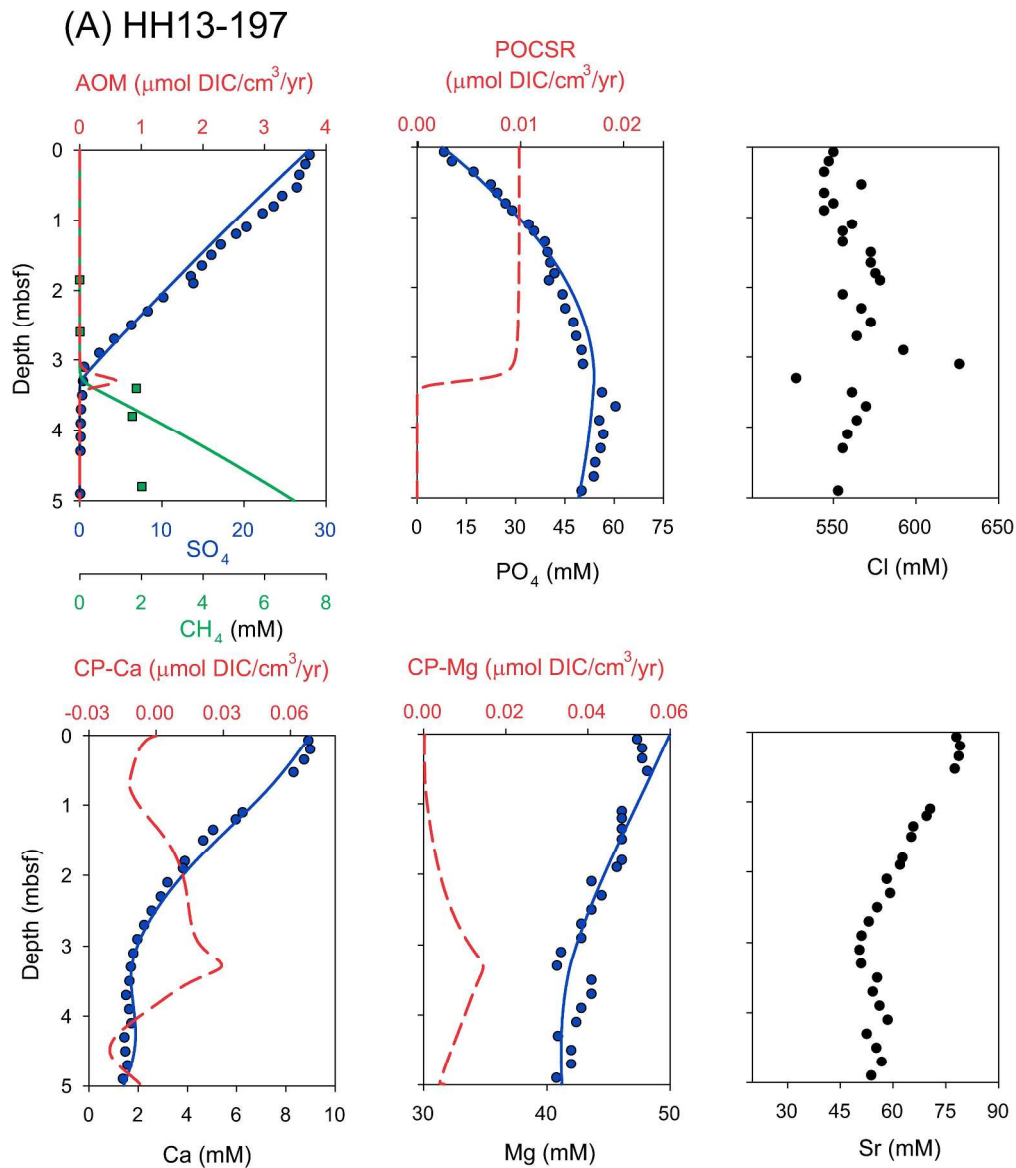 (A) HH13-197
AOM (μmol DIC/cm³/yr)
0 1 2 3 4
POCSR
(μmol DIC/cm³/yr)
0.00 0.01 0.02
Depth (mbsf)
0
1
2
3
4
5
0 10 20 30
SO₄
0 2 4 6 8
CH₄ (mM)
0 15 30 45 60 75
PO₄ (mM)
550 600 650
Cl (mM)
CP-Ca (μmol DIC/cm³/yr)
-0.03 0.00 0.03 0.06
CP-Mg (μmol DIC/cm³/yr)
0.00 0.02 0.04 0.06
Depth (mbsf)
0
1
2
3
4
5
0 2 4 6 8 10
Ca (mM)
30 40 50
Mg (mM)
30 45 60 75 90
Sr (mM)